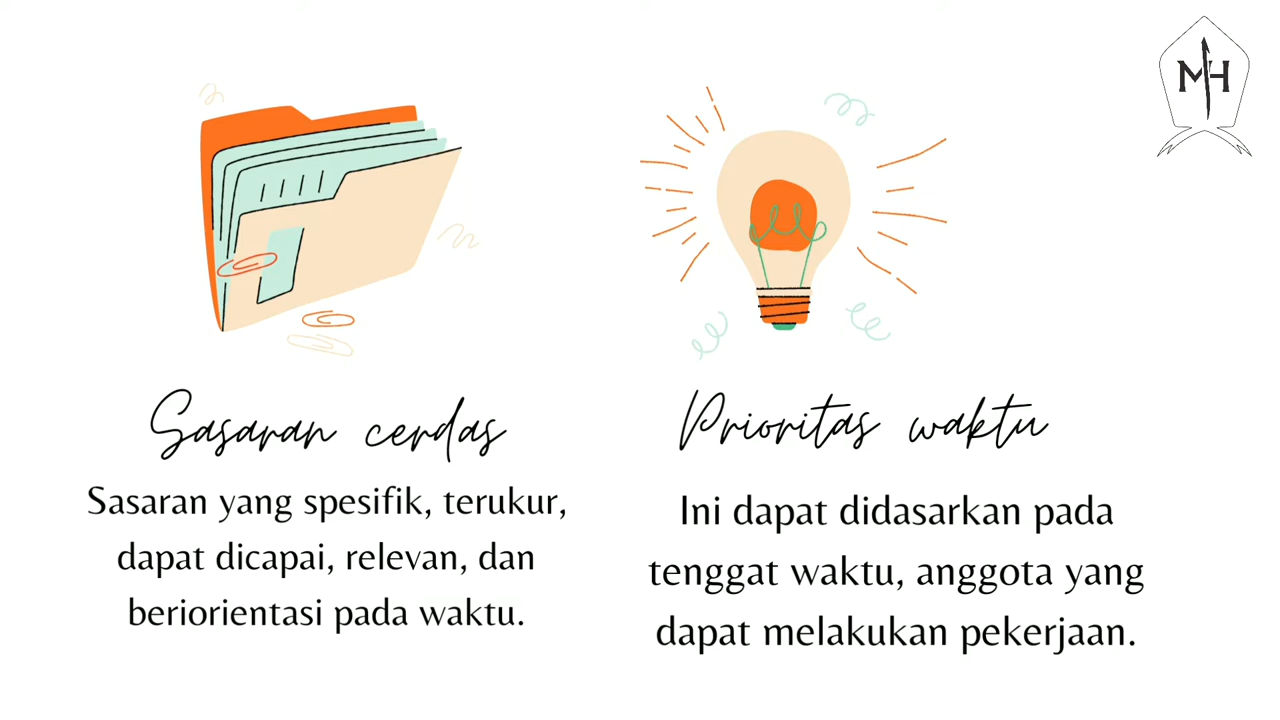 MH
Sasaran cerdas
Sasaran yang spesifik, terukur,
dapat dicapai, relevan, dan
beriorientasi pada waktu.
Prioritas waktu
Ini dapat didasarkan pada
tenggat waktu, anggota yang
dapat melakukan pekerjaan.